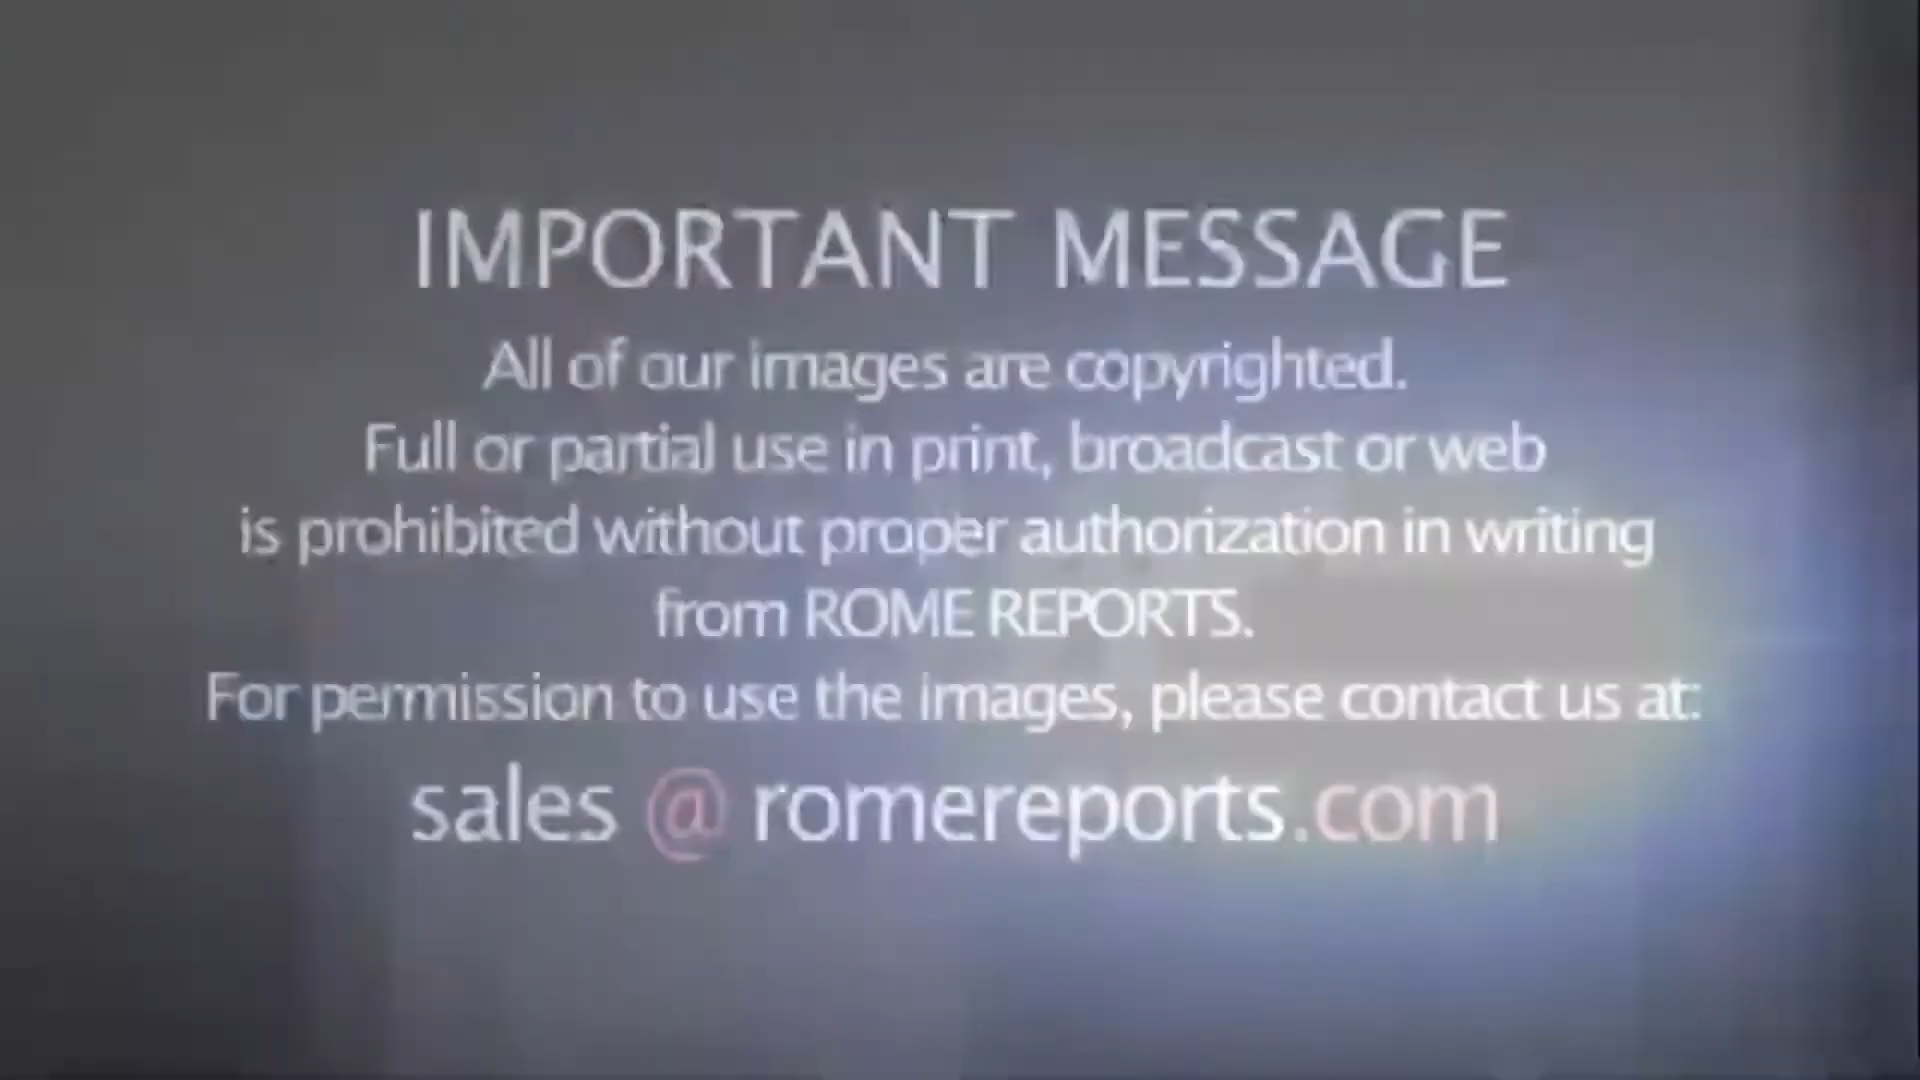 IMPORTANT MESSAGE
All of our images are copyrighted.
Full or partial use in print, broadcast or web
is prohibited without proper authorization in writing
from ROME REPORTS.
For permission to use the images, please contact us at:
sales @ romereports.com